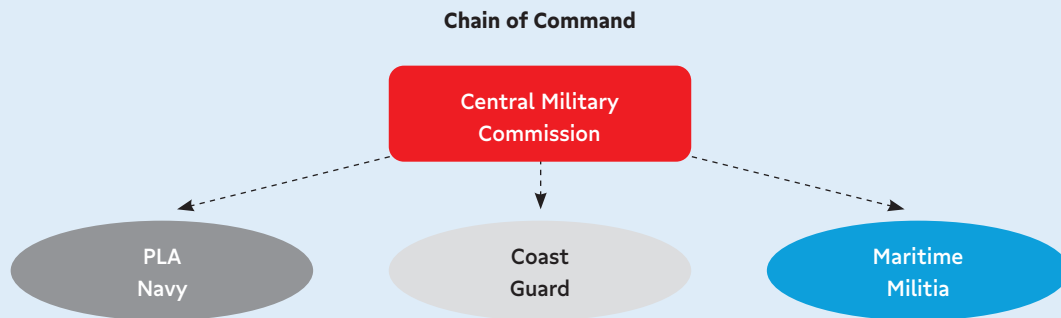 Chain of Command
Central Military
Commission
PLA
Navy
Coast
Guard
Maritime
Militia